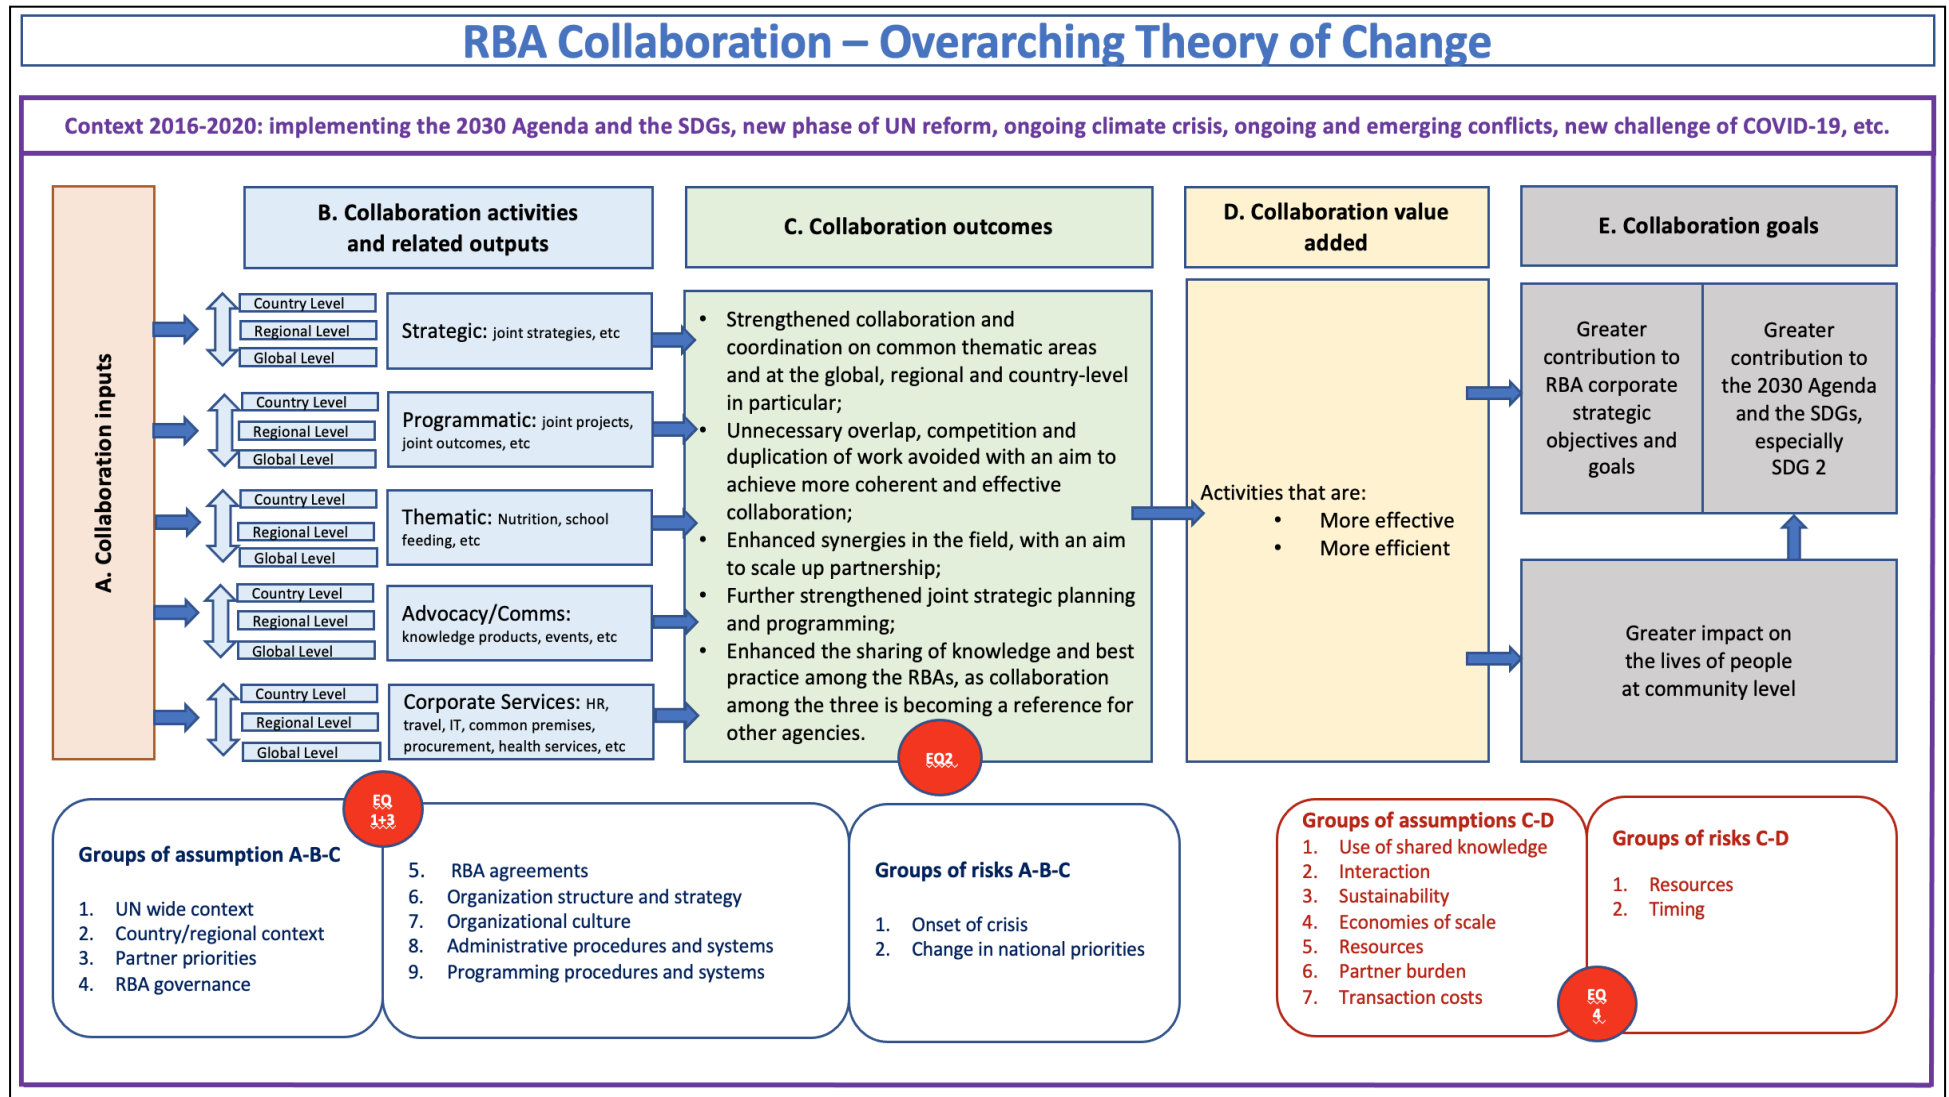 RBA Collaboration – Overarching Theory of Change
Context 2016-2020: implementing the 2030 Agenda and the SDGs, new phase of UN reform, ongoing climate crisis, ongoing and emerging conflicts, new challenge of COVID-19, etc.
A. Collaboration inputs
B. Collaboration activities
and related outputs
Country Level
Regional Level
Global Level
Strategic: joint strategies, etc
Country Level
Regional Level
Global Level
Programmatic: joint projects,
joint outcomes, etc
Country Level
Regional Level
Global Level
Thematic: Nutrition, school
feeding, etc
Country Level
Regional Level
Global Level
Advocacy/Comms:
knowledge products, events, etc
Country Level
Regional Level
Global Level
Corporate Services: HR,
travel, IT, common premises,
procurement, health services, etc
C. Collaboration outcomes
• Strengthened collaboration and
coordination on common thematic areas
and at the global, regional and country-level
in particular;
• Unnecessary overlap, competition and
duplication of work avoided with an aim to
achieve more coherent and effective
collaboration;
• Enhanced synergies in the field, with an aim
to scale up partnership;
• Further strengthened joint strategic planning
and programming;
• Enhanced the sharing of knowledge and best
practice among the RBAs, as collaboration
among the three is becoming a reference for
other agencies.
EQ2
D. Collaboration value
added
Activities that are:
• More effective
• More efficient
E. Collaboration goals
Greater
contribution to
RBA corporate
strategic
objectives and
goals
Greater
contribution to
the 2030 Agenda
and the SDGs,
especially
SDG 2
Greater impact on
the lives of people
at community level
EQ
1+3
Groups of assumption A-B-C
1. UN wide context
2. Country/regional context
3. Partner priorities
4. RBA governance
5. RBA agreements
6. Organization structure and strategy
7. Organizational culture
8. Administrative procedures and systems
9. Programming procedures and systems
Groups of risks A-B-C
1. Onset of crisis
2. Change in national priorities
Groups of assumptions C-D
1. Use of shared knowledge
2. Interaction
3. Sustainability
4. Economies of scale
5. Resources
6. Partner burden
7. Transaction costs
Groups of risks C-D
1. Resources
2. Timing
EQ
4